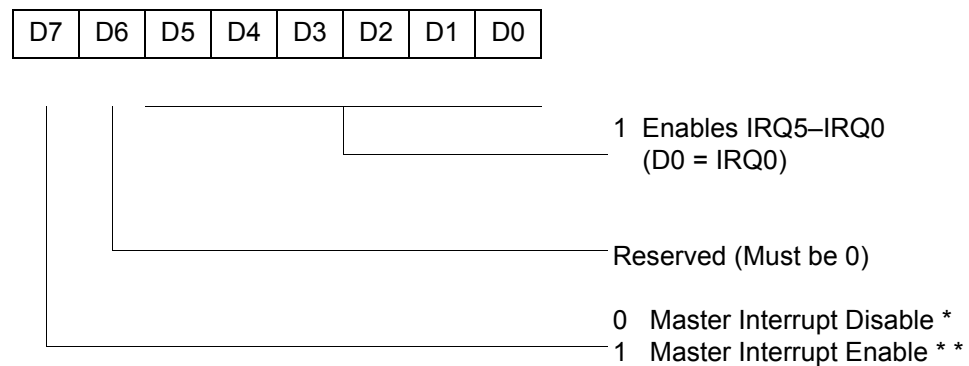 D7 D6 D5 D4 D3 D2 D1 D0
1 Enables IRQ5–IRQ0
(D0 = IRQ0)
Reserved (Must be 0)
0 Master Interrupt Disable *
1 Master Interrupt Enable * *